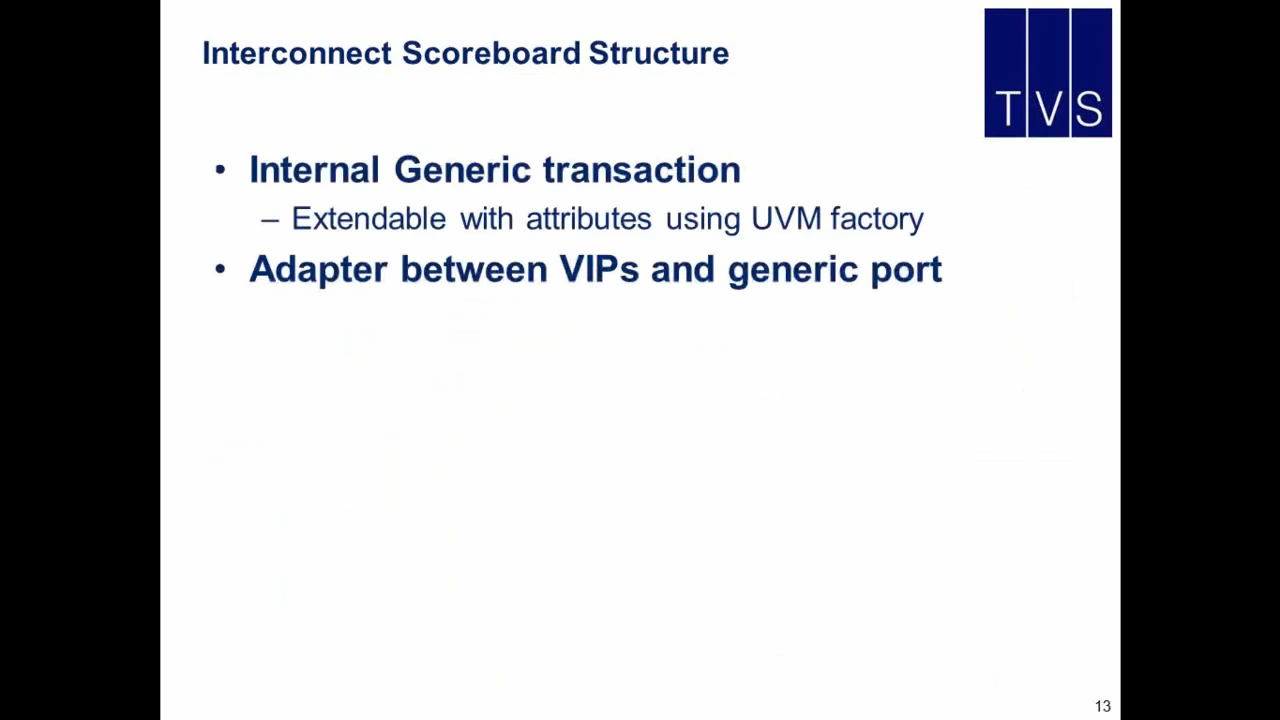 Interconnect Scoreboard Structure
TVS
• Internal Generic transaction
– Extendable with attributes using UVM factory
• Adapter between VIPs and generic port
13